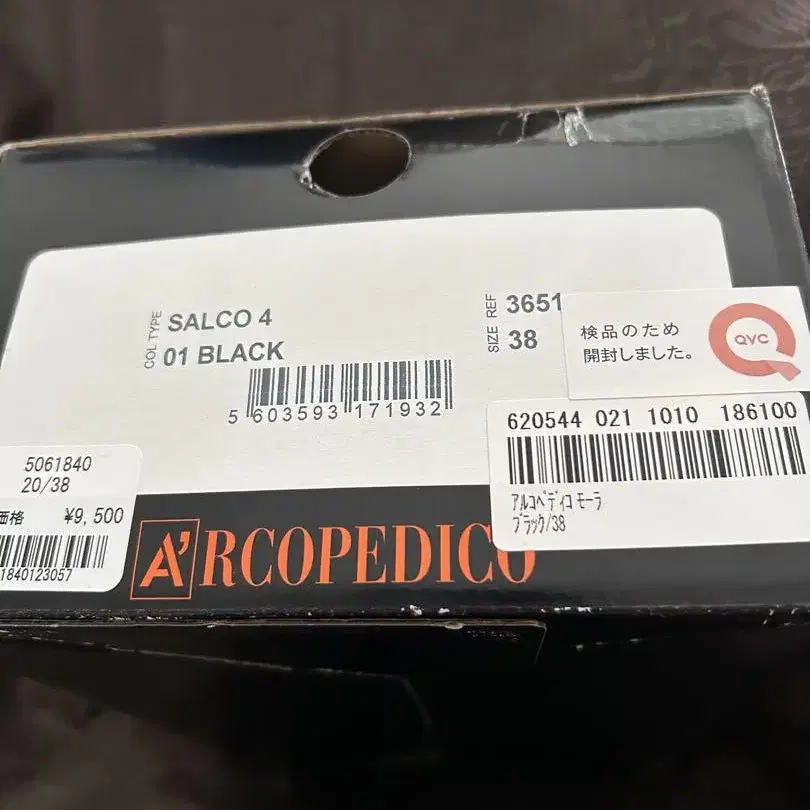 COL TYPE SALCO 4
01 BLACK
5 603593 171932
REF 3651
SIZE 38
検品のため
開封しました。
QVC
620544 021 1010 186100
アルコペディコ モーラ
ブラック/38
5061840
20/38
価格 ¥9,500
1840123057
A'RCOPEDICO